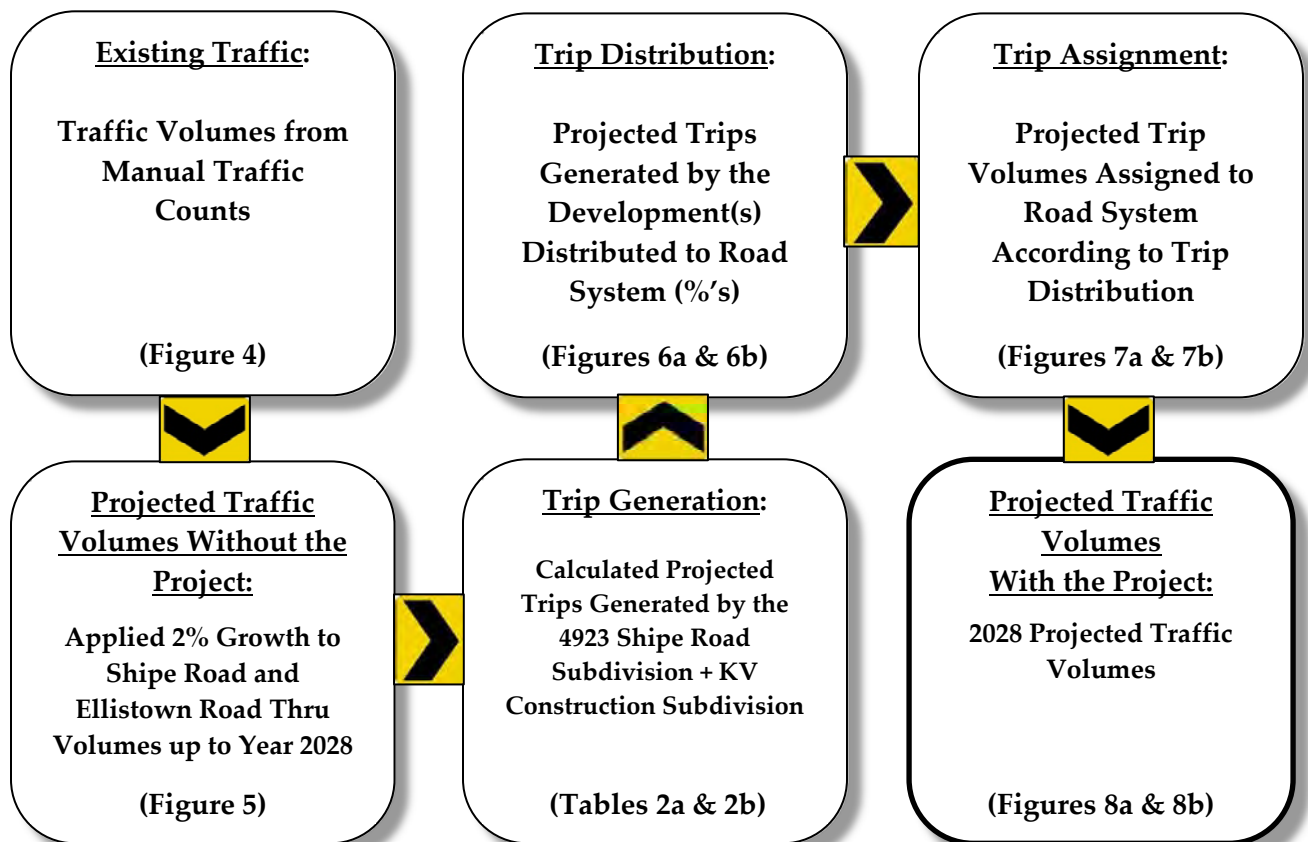 Existing Traffic:
Traffic Volumes from
Manual Traffic
Counts
(Figure 4)
Projected Traffic
Volumes Without the
Project:
Applied 2% Growth to
Shipe Road and
Ellistown Road Thru
Volumes up to Year 2028
(Figure 5)
Trip Generation:
Calculated Projected
Trips Generated by the
4923 Shipe Road
Subdivision + KV
Construction Subdivision
(Tables 2a & 2b)
Trip Distribution:
Projected Trips
Generated by the
Development(s)
Distributed to Road
System (%’s)
(Figures 6a & 6b)
Trip Assignment:
Projected Trip
Volumes Assigned to
Road System
According to Trip
Distribution
(Figures 7a & 7b)
Projected Traffic
Volumes
With the Project:
2028 Projected Traffic
Volumes
(Figures 8a & 8b)